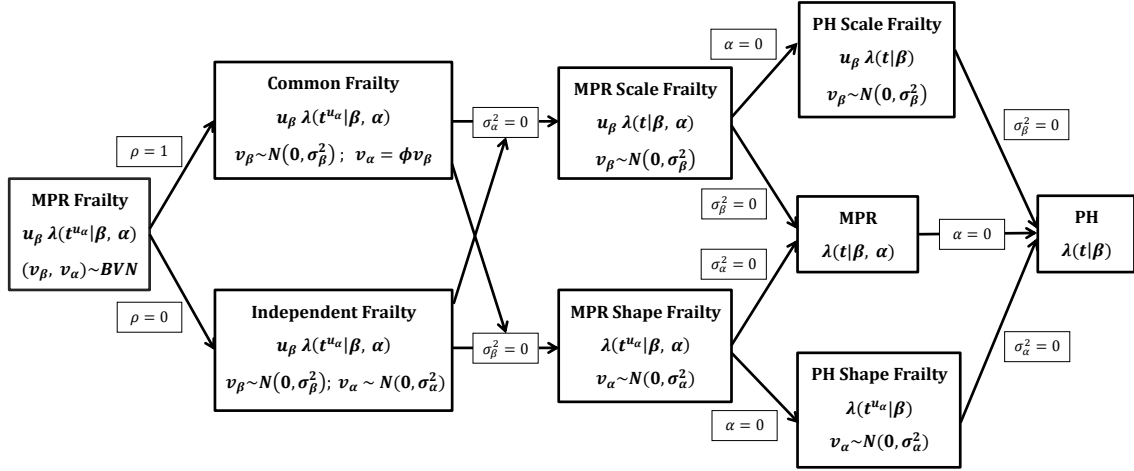 MPR Frailty
u_β λ(t^{u_α}|β, α)
(v_β, v_α)~BVN
ρ = 1
ρ = 0
Common Frailty
u_β λ(t^{u_α}|β, α)
v_β~N(0, σ_β^2) ; v_α = ϕv_β
Independent Frailty
u_β λ(t^{u_α}|β, α)
v_β~N(0, σ_β^2); v_α ~ N(0, σ_α^2)
σ_α^2 = 0
σ_β^2 = 0
MPR Scale Frailty
u_β λ(t|β, α)
v_β~N(0, σ_β^2)
MPR Shape Frailty
λ(t^{u_α}|β, α)
v_α~N(0, σ_α^2)
α = 0
σ_β^2 = 0
σ_α^2 = 0
α = 0
PH Scale Frailty
u_β λ(t|β)
v_β~N(0, σ_β^2)
MPR
λ(t|β, α)
PH Shape Frailty
λ(t^{u_α}|β)
v_α~N(0, σ_α^2)
σ_β^2 = 0
α = 0
σ_α^2 = 0
PH
λ(t|β)